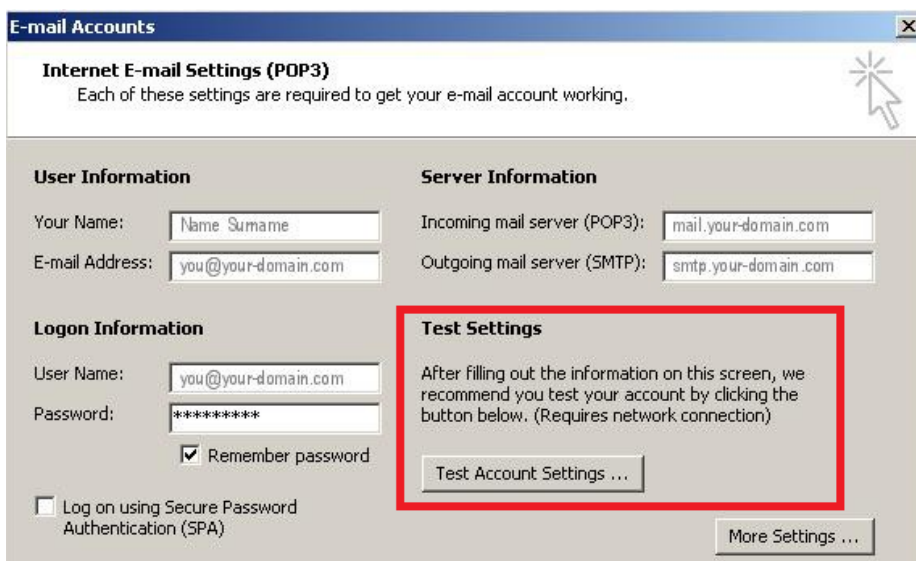 E-mail Accounts
Internet E-mail Settings (POP3)
Each of these settings are required to get your e-mail account working.
User Information
Your Name: Name Surname
E-mail Address: you@your-domain.com
Server Information
Incoming mail server (POP3): mail.your-domain.com
Outgoing mail server (SMTP): smtp.your-domain.com
Logon Information
User Name: you@your-domain.com
Password: *********
Remember password
Log on using Secure Password
Authentication (SPA)
Test Settings
After filling out the information on this screen, we
recommend you test your account by clicking the
button below. (Requires network connection)
Test Account Settings ...
More Settings ...